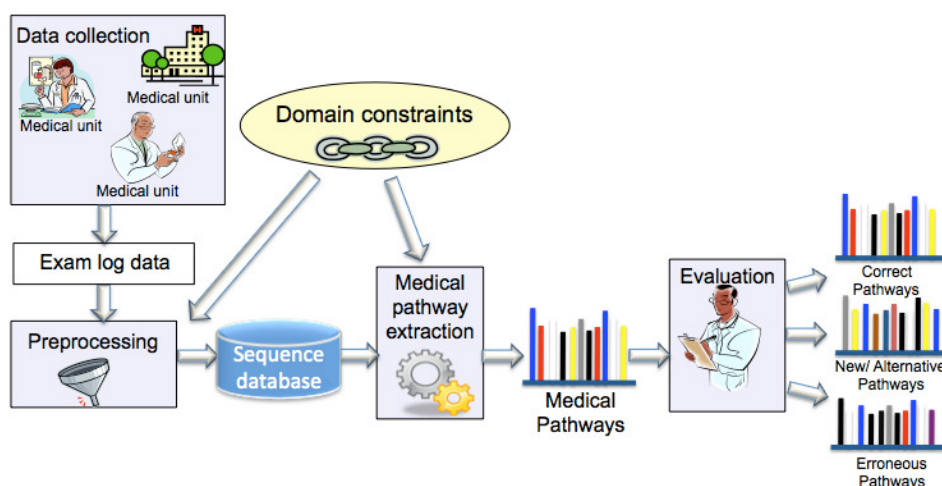 Data collection
Medical unit
Medical unit
Medical unit
Domain constraints
Exam log data
Preprocessing
Sequence
database
Medical
pathway
extraction
Medical
Pathways
Evaluation
Correct
Pathways
New/ Alternative
Pathways
Erroneous
Pathways